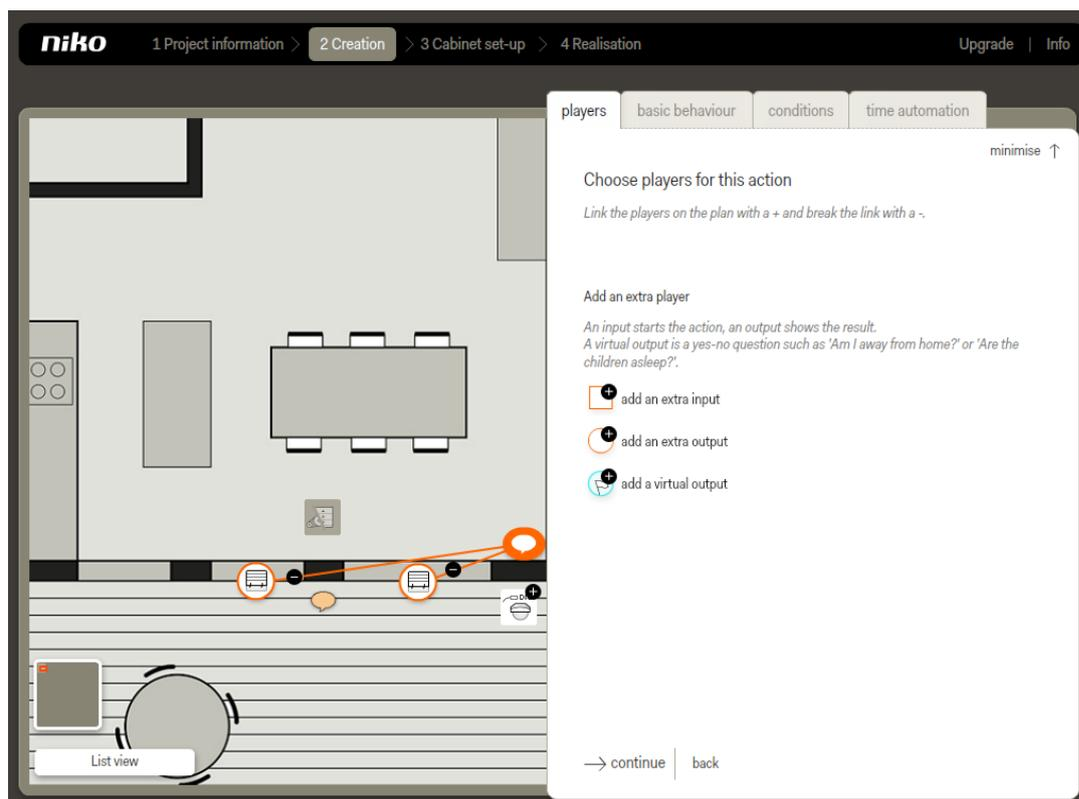 niko
1 Project information
2 Creation
3 Cabinet set-up
4 Realisation
Upgrade | Info
players
basic behaviour
conditions
time automation
minimise
Choose players for this action
Link the players on the plan with a + and break the link with a -.
Add an extra player
An input starts the action, an output shows the result.
A virtual output is a yes-no question such as 'Am I away from home?' or 'Are the
children asleep?'.
add an extra input
add an extra output
add a virtual output
List view
continue
back